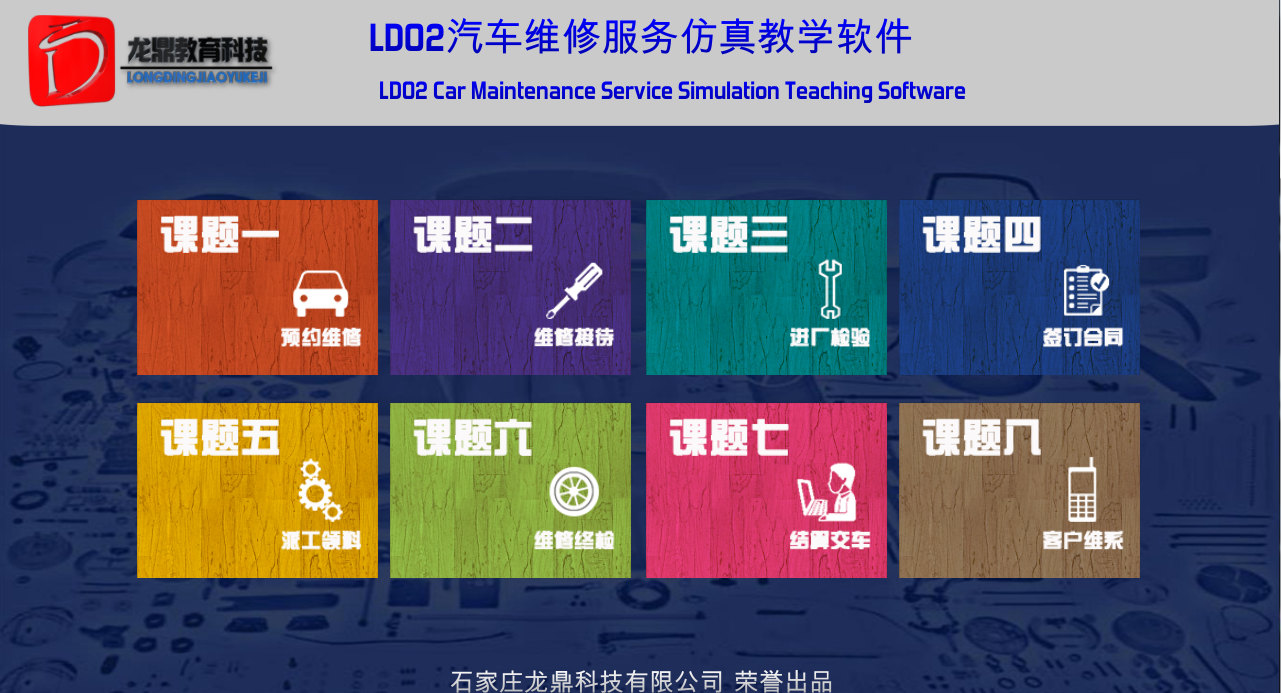 龙鼎教育科技
LONGDINGJIAOYUKEJI
LD02汽车维修服务仿真教学软件
LD02 Car Maintenance Service Simulation Teaching Software
课题一
预约维修
课题二
维修接待
课题三
进厂检验
课题四
签订合同
课题五
派工领料
课题六
维修终检
课题七
结算交车
课题八
客户维系
石家庄龙鼎科技有限公司 荣誉出品